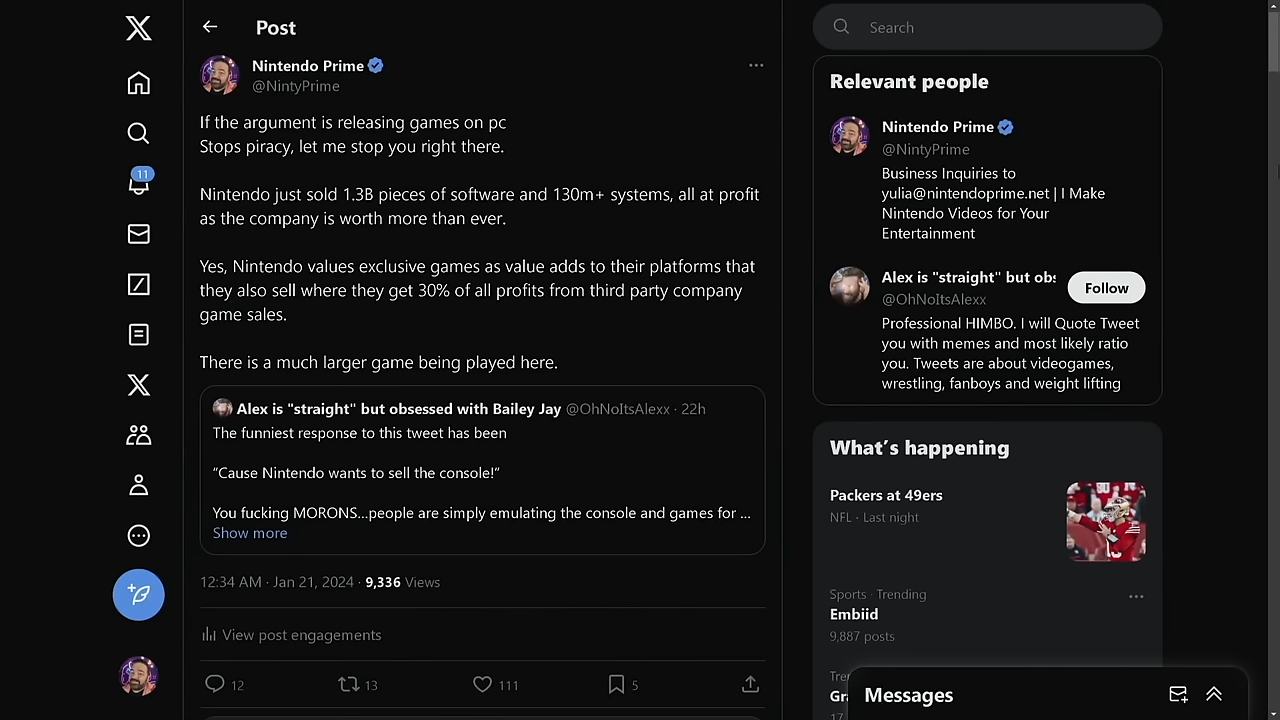 Post
Nintendo Prime
@NintyPrime
If the argument is releasing games on pc
Stops piracy, let me stop you right there.
Nintendo just sold 1.3B pieces of software and 130m+ systems, all at profit
as the company is worth more than ever.
Yes, Nintendo values exclusive games as value adds to their platforms that
they also sell where they get 30% of all profits from third party company
game sales.
There is a much larger game being played here.
Alex is "straight" but obsessed with Bailey Jay @OhNoItsAlexx · 22h
The funniest response to this tweet has been
“Cause Nintendo wants to sell the console!”
You fucking MORONS...people are simply emulating the console and games for ...
Show more
12:34 AM · Jan 21, 2024 · 9,336 Views
View post engagements
12 13 111 5
11
Search
Relevant people
Nintendo Prime
@NintyPrime
Business Inquiries to
yulia@nintendoprime.net | I Make
Nintendo Videos for Your
Entertainment
Alex is "straight" but obs
@OhNoItsAlexx
Follow
Professional HIMBO. I will Quote Tweet
you with memes and most likely ratio
you. Tweets are about videogames,
wrestling, fanboys and weight lifting
What’s happening
Packers at 49ers
NFL · Last night
Sports · Trending
Embiid
9,887 posts
Messages